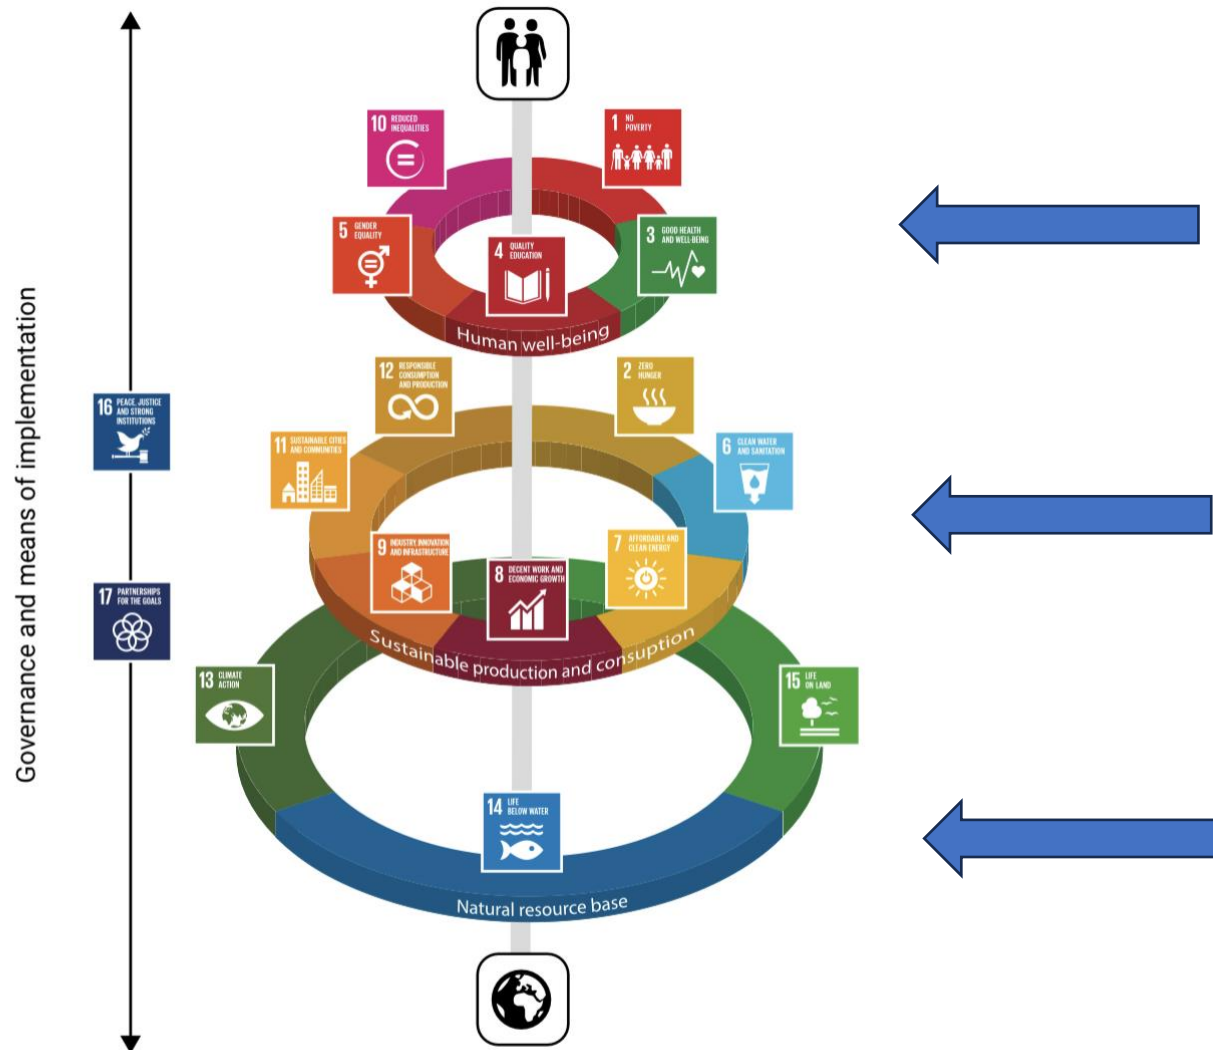 Governance and means of implementation
10 REDUCED
INEQUALITIES
1 NO
POVERTY
5 GENDER
EQUALITY
4 QUALITY
EDUCATION
3 GOOD HEALTH
AND WELL-BEING
Human well-being
12 RESPONSIBLE
CONSUMPTION
AND PRODUCTION
2 ZERO
HUNGER
16 PEACE, JUSTICE
AND STRONG
INSTITUTIONS
11 SUSTAINABLE CITIES
AND COMMUNITIES
6 CLEAN WATER
AND SANITATION
9 INDUSTRY, INNOVATION
AND INFRASTRUCTURE
8 DECENT WORK AND
ECONOMIC GROWTH
7 AFFORDABLE AND
CLEAN ENERGY
17 PARTNERSHIPS
FOR THE GOALS
Sustainable production and consuption
13 CLIMATE
ACTION
15 LIFE
ON LAND
14 LIFE
BELOW WATER
Natural resource base